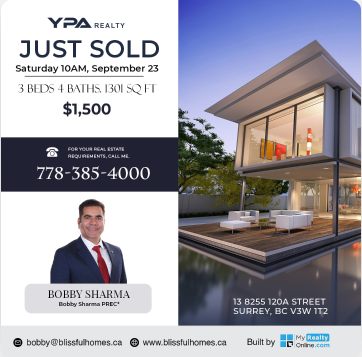 YPA REALTY
JUST SOLD
Saturday 10AM, September 23
3 BEDS 4 BATHS, 1301 SQ FT
$1,500
FOR YOUR REAL ESTATE
REQUIREMENTS, CALL ME.
778-385-4000
BOBBY SHARMA
Bobby Sharma PREC*
13 8255 120A STREET
SURREY, BC V3W 1T2
bobby@blissfulhomes.ca
www.blissfulhomes.ca
Built by
My Realty
Online.com